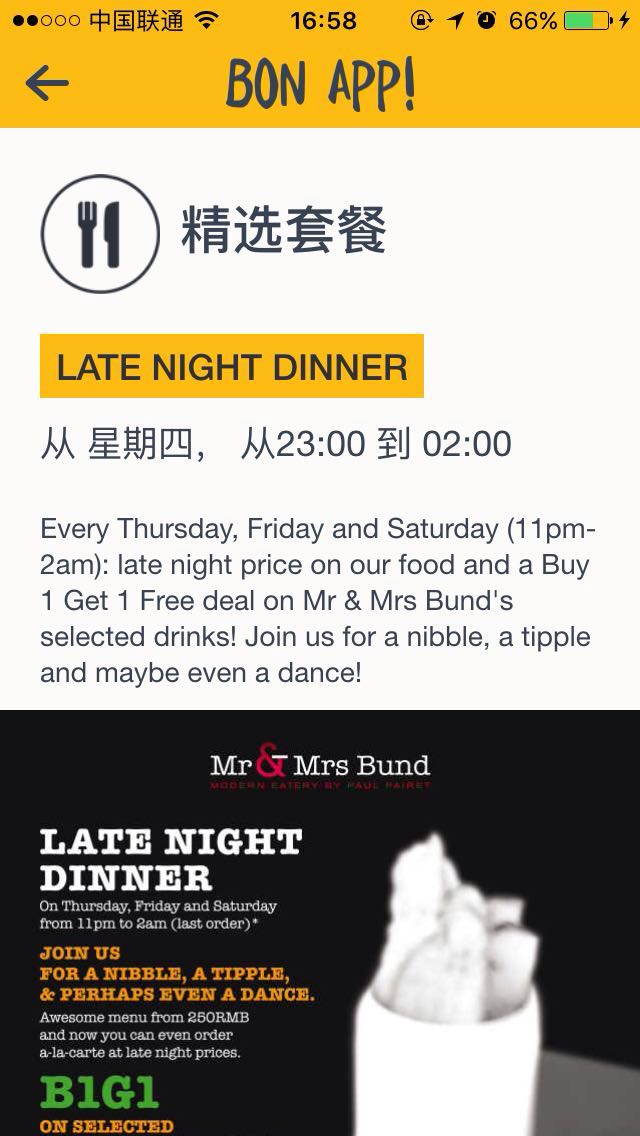 中国联通 16:58 66%
BON APP!
精选套餐
LATE NIGHT DINNER
从 星期四， 从23:00 到 02:00
Every Thursday, Friday and Saturday (11pm-
2am): late night price on our food and a Buy
1 Get 1 Free deal on Mr & Mrs Bund's
selected drinks! Join us for a nibble, a tipple
and maybe even a dance!
Mr & Mrs Bund
MODERN EATERY BY PAUL PAIRET
LATE NIGHT
DINNER
On Thursday, Friday and Saturday
from 11pm to 2am (last order)*
JOIN US
FOR A NIBBLE, A TIPPLE,
& PERHAPS EVEN A DANCE.
Awesome menu from 250RMB
and now you can even order
a-la-carte at late night prices.
B1G1
ON SELECTED